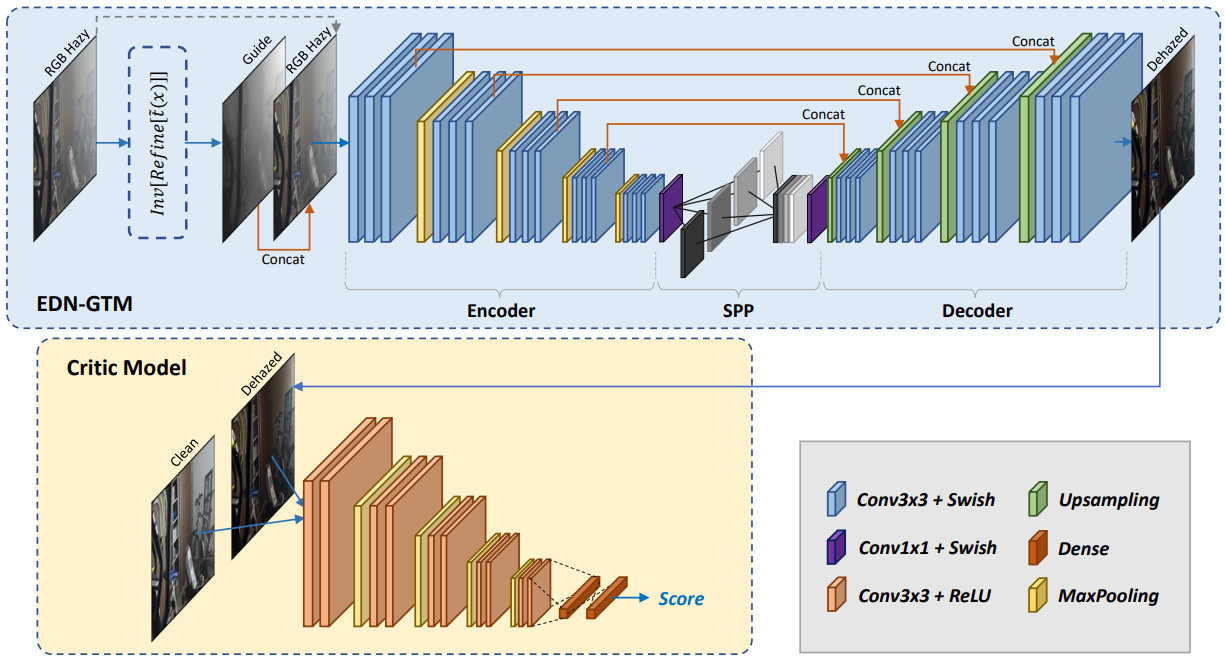 RGB Hazy
Inv[Refine[t̃(x)]]
Guide
RGB Hazy
Concat
Concat
Concat
Concat
Concat
Dehazed
EDN-GTM
Encoder
SPP
Decoder
Critic Model
Dehazed
Clean
Score
Conv3x3 + Swish
Upsampling
Conv1x1 + Swish
Dense
Conv3x3 + ReLU
MaxPooling